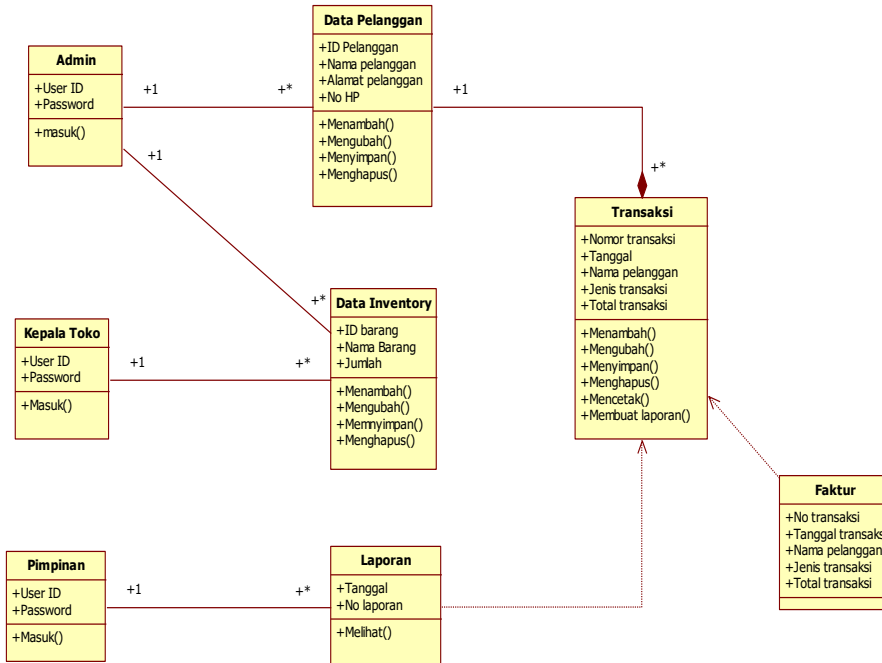 Data Pelanggan
+ID Pelanggan
+Nama pelanggan
+Alamat pelanggan
+No HP
+Menambah()
+Mengubah()
+Menyimpan()
+Menghapus()
Admin
+User ID
+Password
+masuk()
+1
+*
+1
+1
+*
+*
Transaksi
+Nomor transaksi
+Tanggal
+Nama pelanggan
+Jenis transaksi
+Total transaksi
+Menambah()
+Mengubah()
+Menyimpan()
+Menghapus()
+Mencetak()
+Membuat laporan()
Data Inventory
+ID barang
+Nama Barang
+Jumlah
+Menambah()
+Mengubah()
+Memnyimpan()
+Menghapus()
Kepala Toko
+User ID
+Password
+Masuk()
+1
+*
Faktur
+No transaksi
+Tanggal transaks
+Nama pelanggan
+Jenis transaksi
+Total transaksi
Pimpinan
+User ID
+Password
+Masuk()
+1
+*
Laporan
+Tanggal
+No laporan
+Melihat()